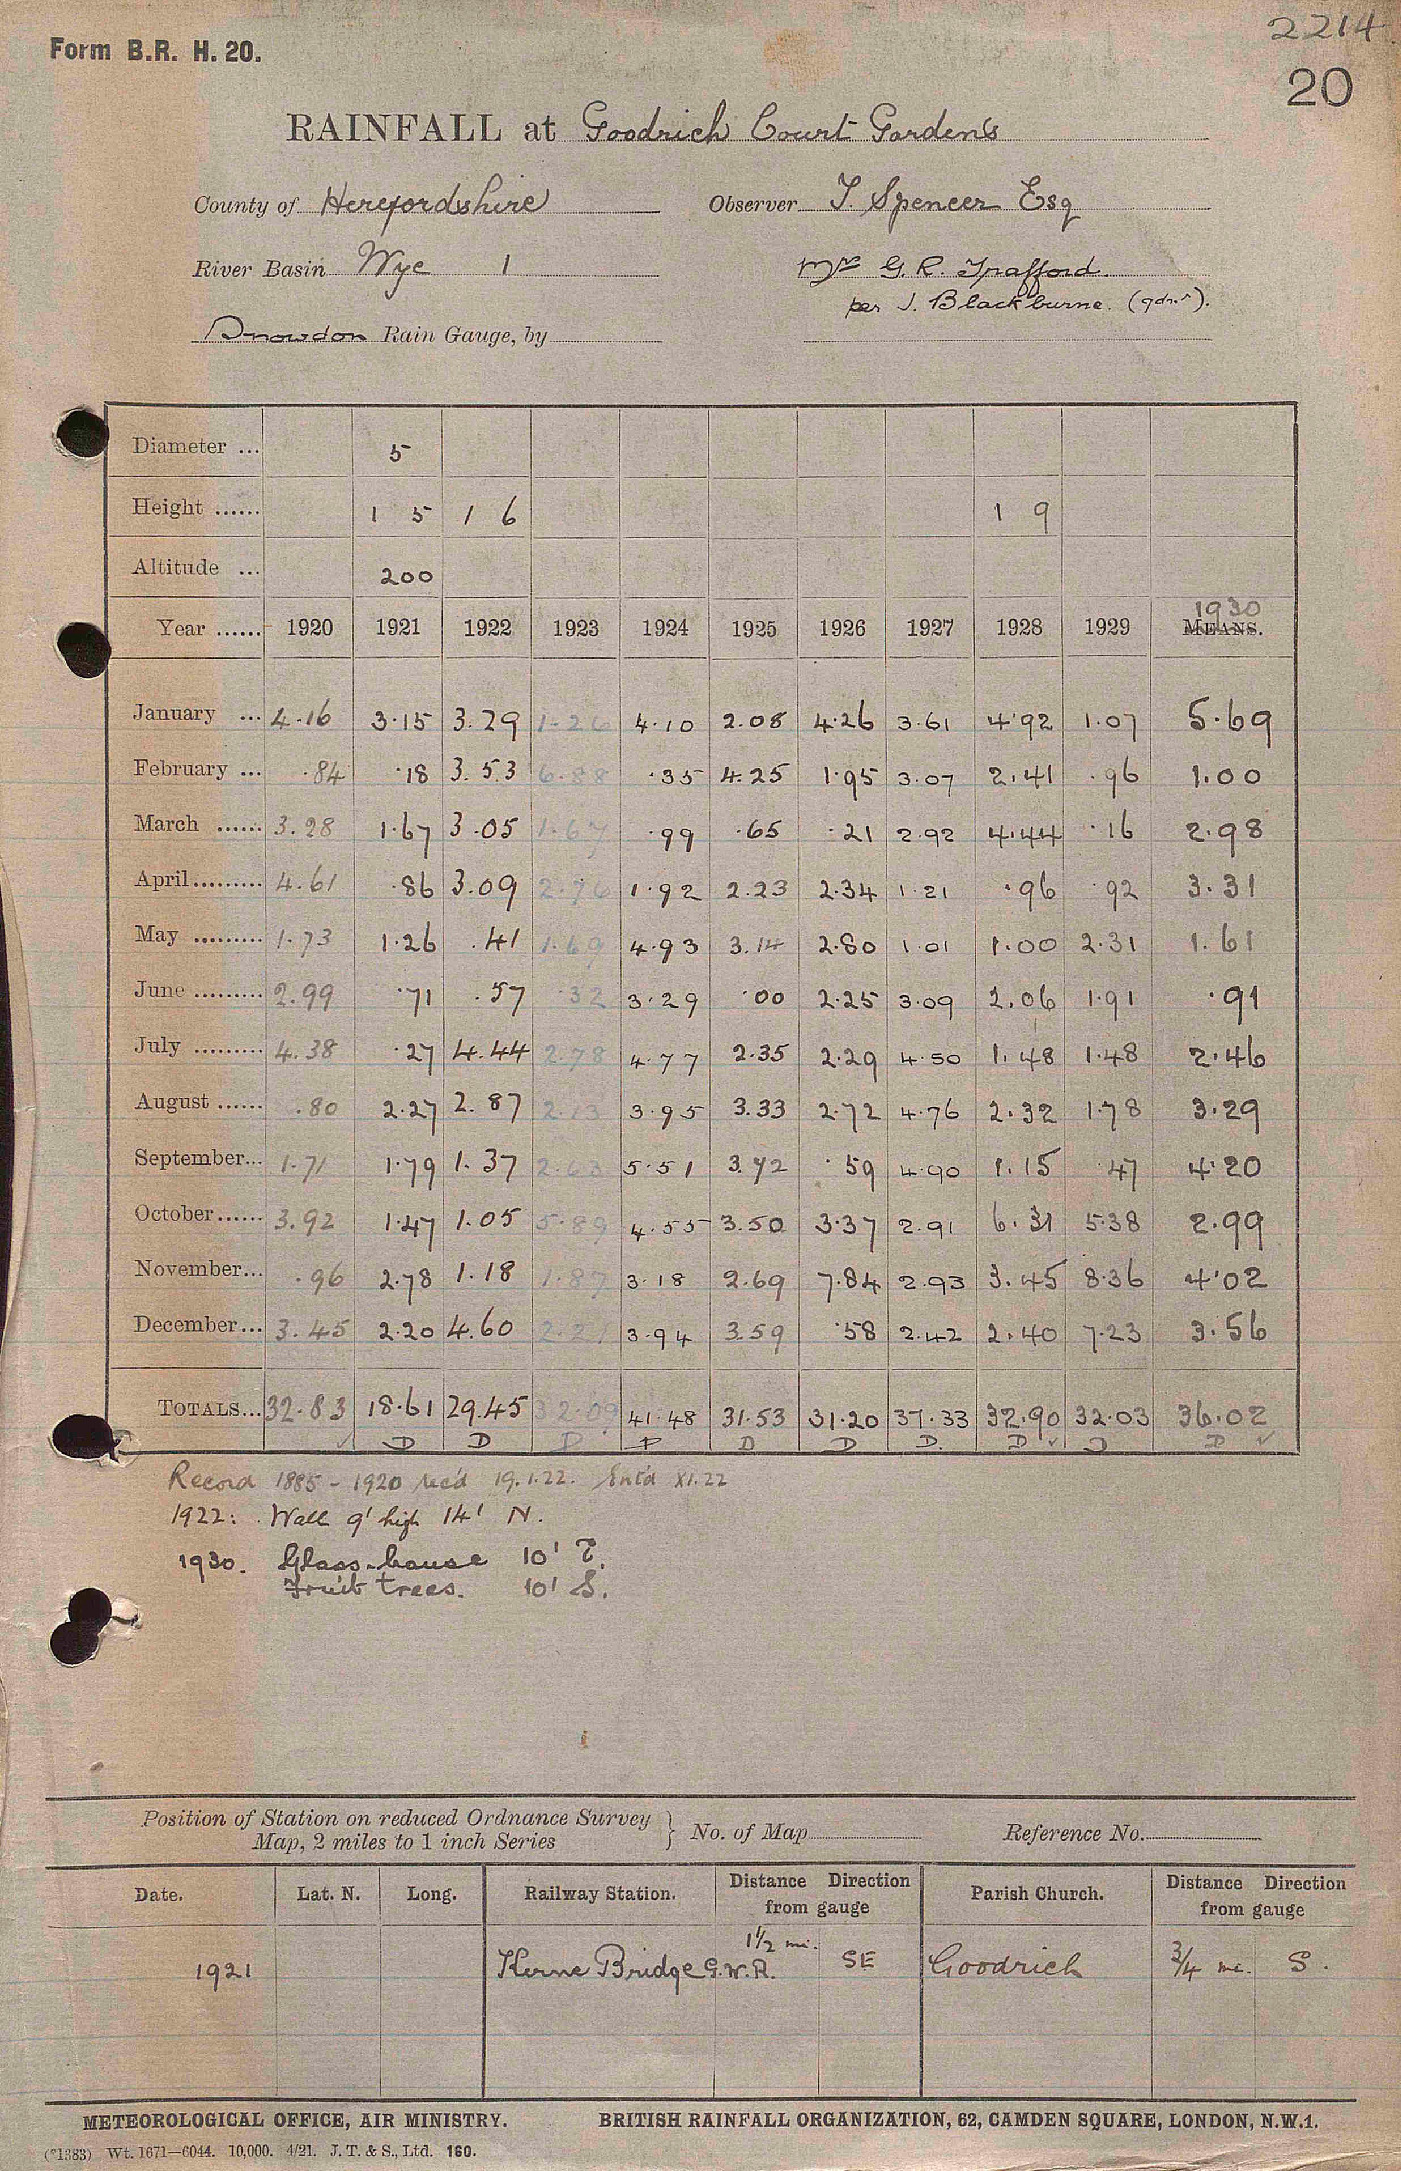 2214
Form B.R. H. 20.
20
RAINFALL at Goodrich Court Gardens
County of Herefordshire Observer T. Spencer Esq
River Basin Wye 1 Mrs G. R. Trafford
per J. Blackburne. (gdnr).
Snowdon Rain Gauge, by
Diameter ... 5
Height ...... 1 5 1 6 1 9
Altitude ... 200
1930
Year ...... 1920 1921 1922 1923 1924 1925 1926 1927 1928 1929 MEANS.
January ... 4.16 3.15 3.29 1.26 4.10 2.08 4.26 3.61 4.92 1.07 5.69
February ... .84 .18 3.53 6.88 .35 4.25 1.95 3.07 2.41 .96 1.00
March ...... 3.28 1.67 3.05 1.67 .99 .65 .21 2.92 4.44 .16 2.98
April ......... 4.61 .86 3.09 2.76 1.92 2.23 2.34 1.21 .96 .92 3.31
May ......... 1.73 1.26 .41 1.69 4.93 3.14 2.80 1.01 1.00 2.31 1.61
June ......... 2.99 .71 .57 .32 3.29 .00 2.25 3.09 2.06 1.91 .91
July ......... 4.38 .27 4.44 2.78 4.77 2.35 2.29 4.50 1.48 1.48 2.46
August ...... .80 2.27 2.87 2.13 3.95 3.33 2.72 4.76 2.32 1.78 3.29
September... 1.71 1.79 1.37 2.63 5.51 3.72 .59 4.90 1.15 .47 4.20
October ...... 3.92 1.47 1.05 5.89 4.55 3.50 3.37 2.91 6.31 5.38 2.99
November... .96 2.78 1.18 1.87 3.18 2.69 7.84 2.93 3.45 8.36 4.02
December... 3.45 2.20 4.60 2.21 3.94 3.59 .58 2.42 2.40 7.23 3.56
TOTALS... 32.83 18.61 29.45 32.09 41.48 31.53 31.20 37.33 32.90 32.03 36.02
✓ D D D D D D D. D ✓ D D ✓
Record 1885 - 1920 rec'd 19.1.22. Ent'd XI.22
1922: Wall 9' high 14' N.
1930. Glass-house 10' E.
Fruit trees. 10' S.
Position of Station on reduced Ordnance Survey
Map, 2 miles to 1 inch Series } No. of Map Reference No.
Date. Lat. N. Long. Railway Station. Distance Direction from gauge Parish Church. Distance Direction from gauge
1921 Kerne Bridge G.W.R. 1 1/2 mi. SE Goodrich 3/4 mi. S.
METEOROLOGICAL OFFICE, AIR MINISTRY. BRITISH RAINFALL ORGANIZATION, 62, CAMDEN SQUARE, LONDON, N.W.1.
(*1383) Wt. 1671—6044. 10,000. 4/21. J. T. & S., Ltd. 160.